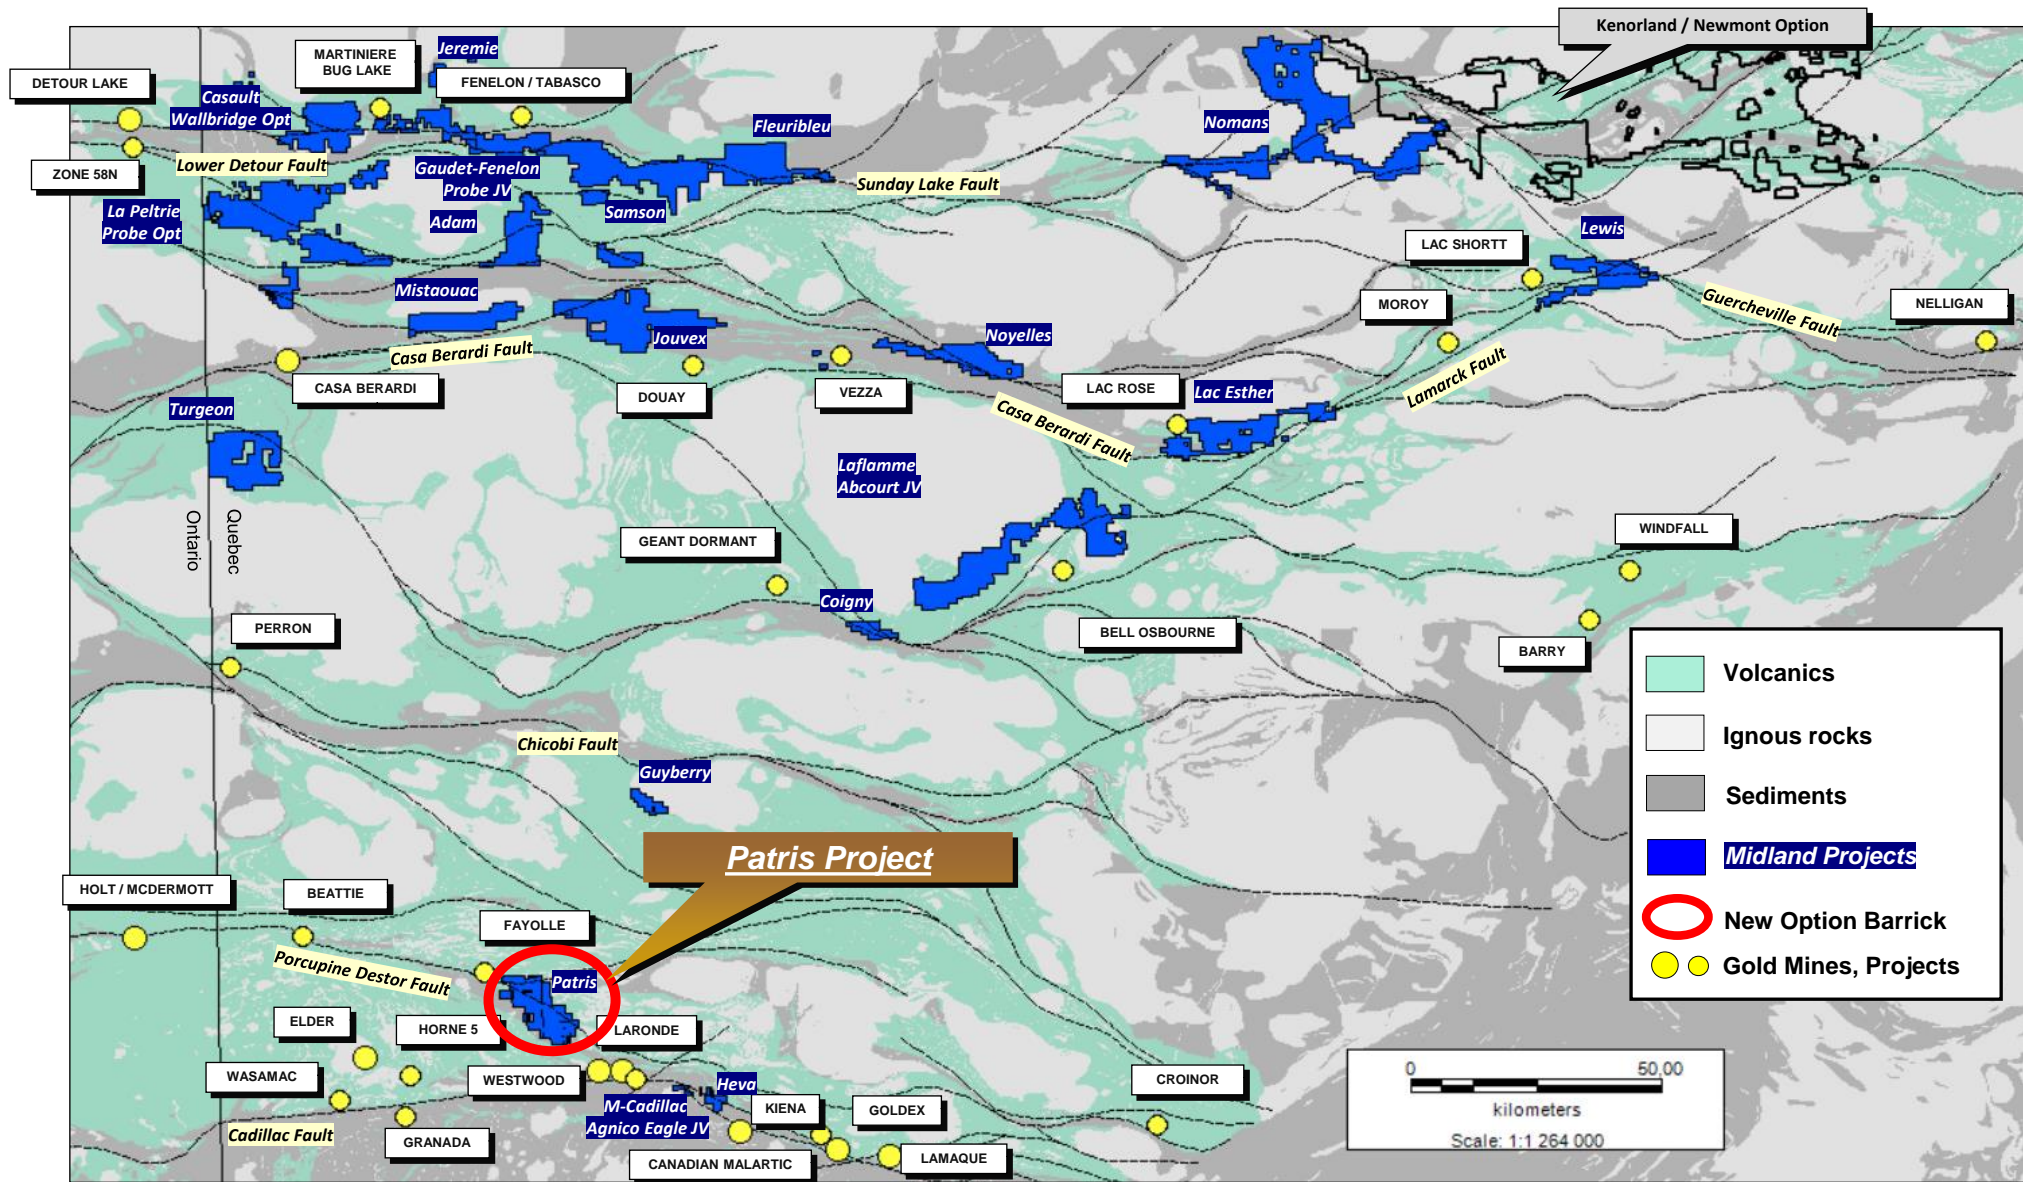 Kenorland / Newmont Option
Jeremie
MARTINIERE
BUG LAKE
DETOUR LAKE
FENELON / TABASCO
Casault
Wallbridge Opt
Fleuribleu
Nomans
Lower Detour Fault
ZONE 58N
Gaudet-Fenelon
Probe JV
Sunday Lake Fault
La Peltrie
Probe Opt
Adam
Samson
Lewis
LAC SHORTT
Mistaouac
MOROY
Guercheville Fault
NELLIGAN
Jouvex
Noyelles
Casa Berardi Fault
CASA BERARDI
DOUAY
VEZZA
LAC ROSE
Lac Esther
Lamarck Fault
Turgeon
Casa Berardi Fault
Laflamme
Abcourt JV
Ontario
Quebec
GEANT DORMANT
WINDFALL
Coigny
PERRON
BELL OSBOURNE
BARRY
Volcanics
Ignous rocks
Sediments
Midland Projects
New Option Barrick
Gold Mines, Projects
Chicobi Fault
Guyberry
Patris Project
HOLT / MCDERMOTT
BEATTIE
FAYOLLE
Porcupine Destor Fault
Patris
ELDER
HORNE 5
LARONDE
WASAMAC
WESTWOOD
Heva
M-Cadillac
Agnico Eagle JV
KIENA
GOLDEX
CROINOR
Cadillac Fault
GRANADA
CANADIAN MALARTIC
LAMAQUE
0 50,00
kilometers
Scale: 1:1 264 000